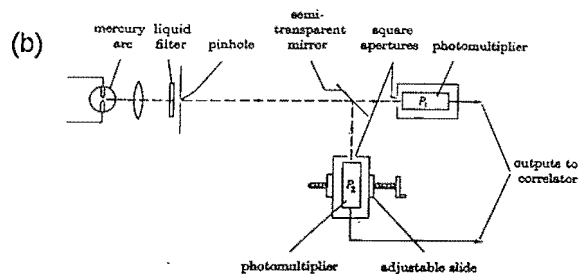 (b)
mercury
arc
liquid
filter
pinhole
semi-
transparent
mirror
square
apertures
photomultiplier
P₁
P₂
outputs to
correlator
photomultiplier
adjustable slide